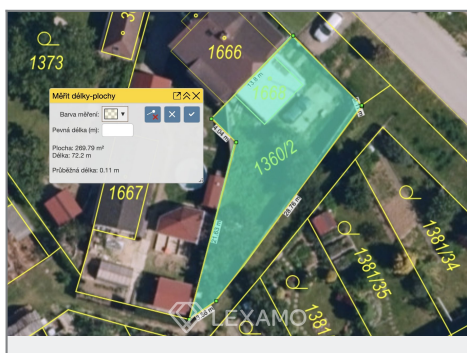 1373
1666
Měřit délky-plochy
Barva měření:
Pevná délka (m):
Plocha: 269.79 m²
Délka: 72.2 m
Průběžná délka: 0.11 m
1360/2
1667
1381/34
1381/35
1381
LEXAMO